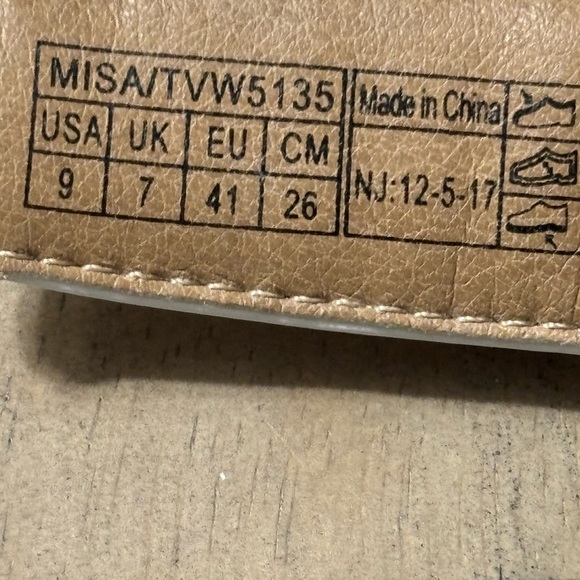 MISA/TVW5135
USA UK EU CM
9 7 41 26
Made in China
NJ:12-5-17